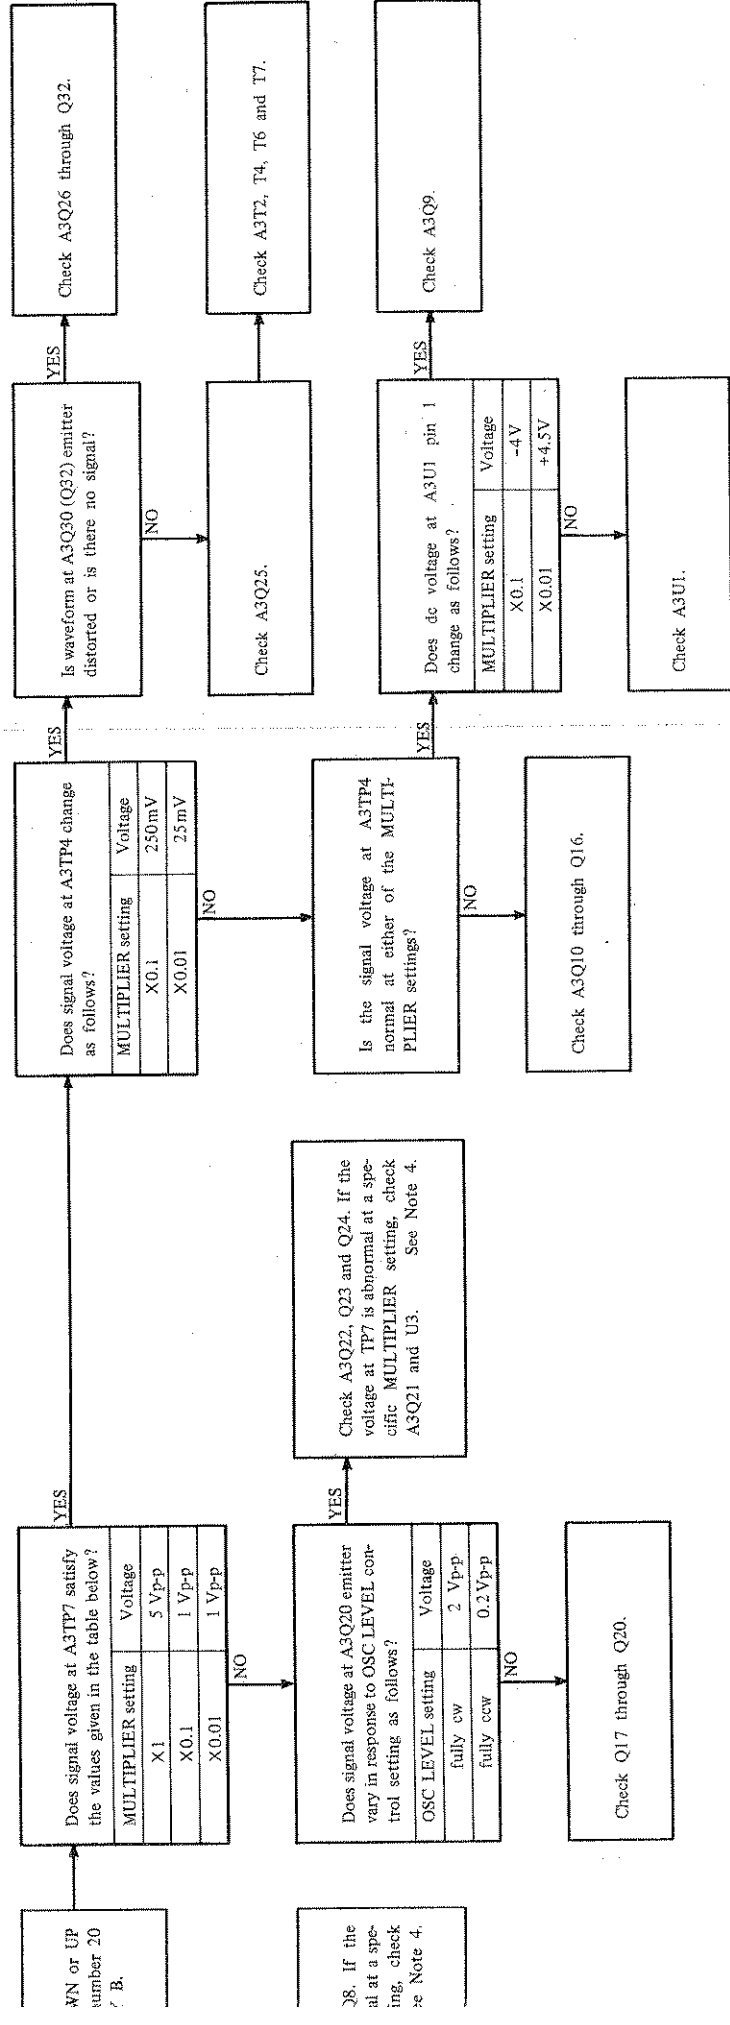 WN or UP
number 20
B.
Q8. If the
al at a spe-
ing, check
ee Note 4.
Does signal voltage at A3TP7 satisfy
the values given in the table below?
MULTIPLIER setting Voltage
X1 5 Vp-p
X0.1 1 Vp-p
X0.01 1 Vp-p
YES
NO
Does signal voltage at A3Q20 emitter
vary in response to OSC LEVEL con-
trol setting as follows?
OSC LEVEL setting Voltage
fully cw 2 Vp-p
fully ccw 0.2 Vp-p
YES
NO
Check Q17 through Q20.
Check A3Q22, Q23 and Q24. If the
voltage at TP7 is abnormal at a spe-
cific MULTIPLIER setting, check
A3Q21 and U3. See Note 4.
Does signal voltage at A3TP4 change
as follows?
MULTIPLIER setting Voltage
X0.1 250mV
X0.01 25mV
YES
NO
Is the signal voltage at A3TP4
normal at either of the MULTI-
PLIER settings?
YES
NO
Check A3Q10 through Q16.
Is waveform at A3Q30 (Q32) emitter
distorted or is there no signal?
YES
NO
Check A3Q26 through Q32.
Check A3Q25.
Check A3T2, T4, T6 and T7.
Does dc voltage at A3U1 pin 1
change as follows?
MULTIPLIER setting Voltage
X0.1 -4V
X0.01 +4.5V
YES
NO
Check A3Q9.
Check A3U1.